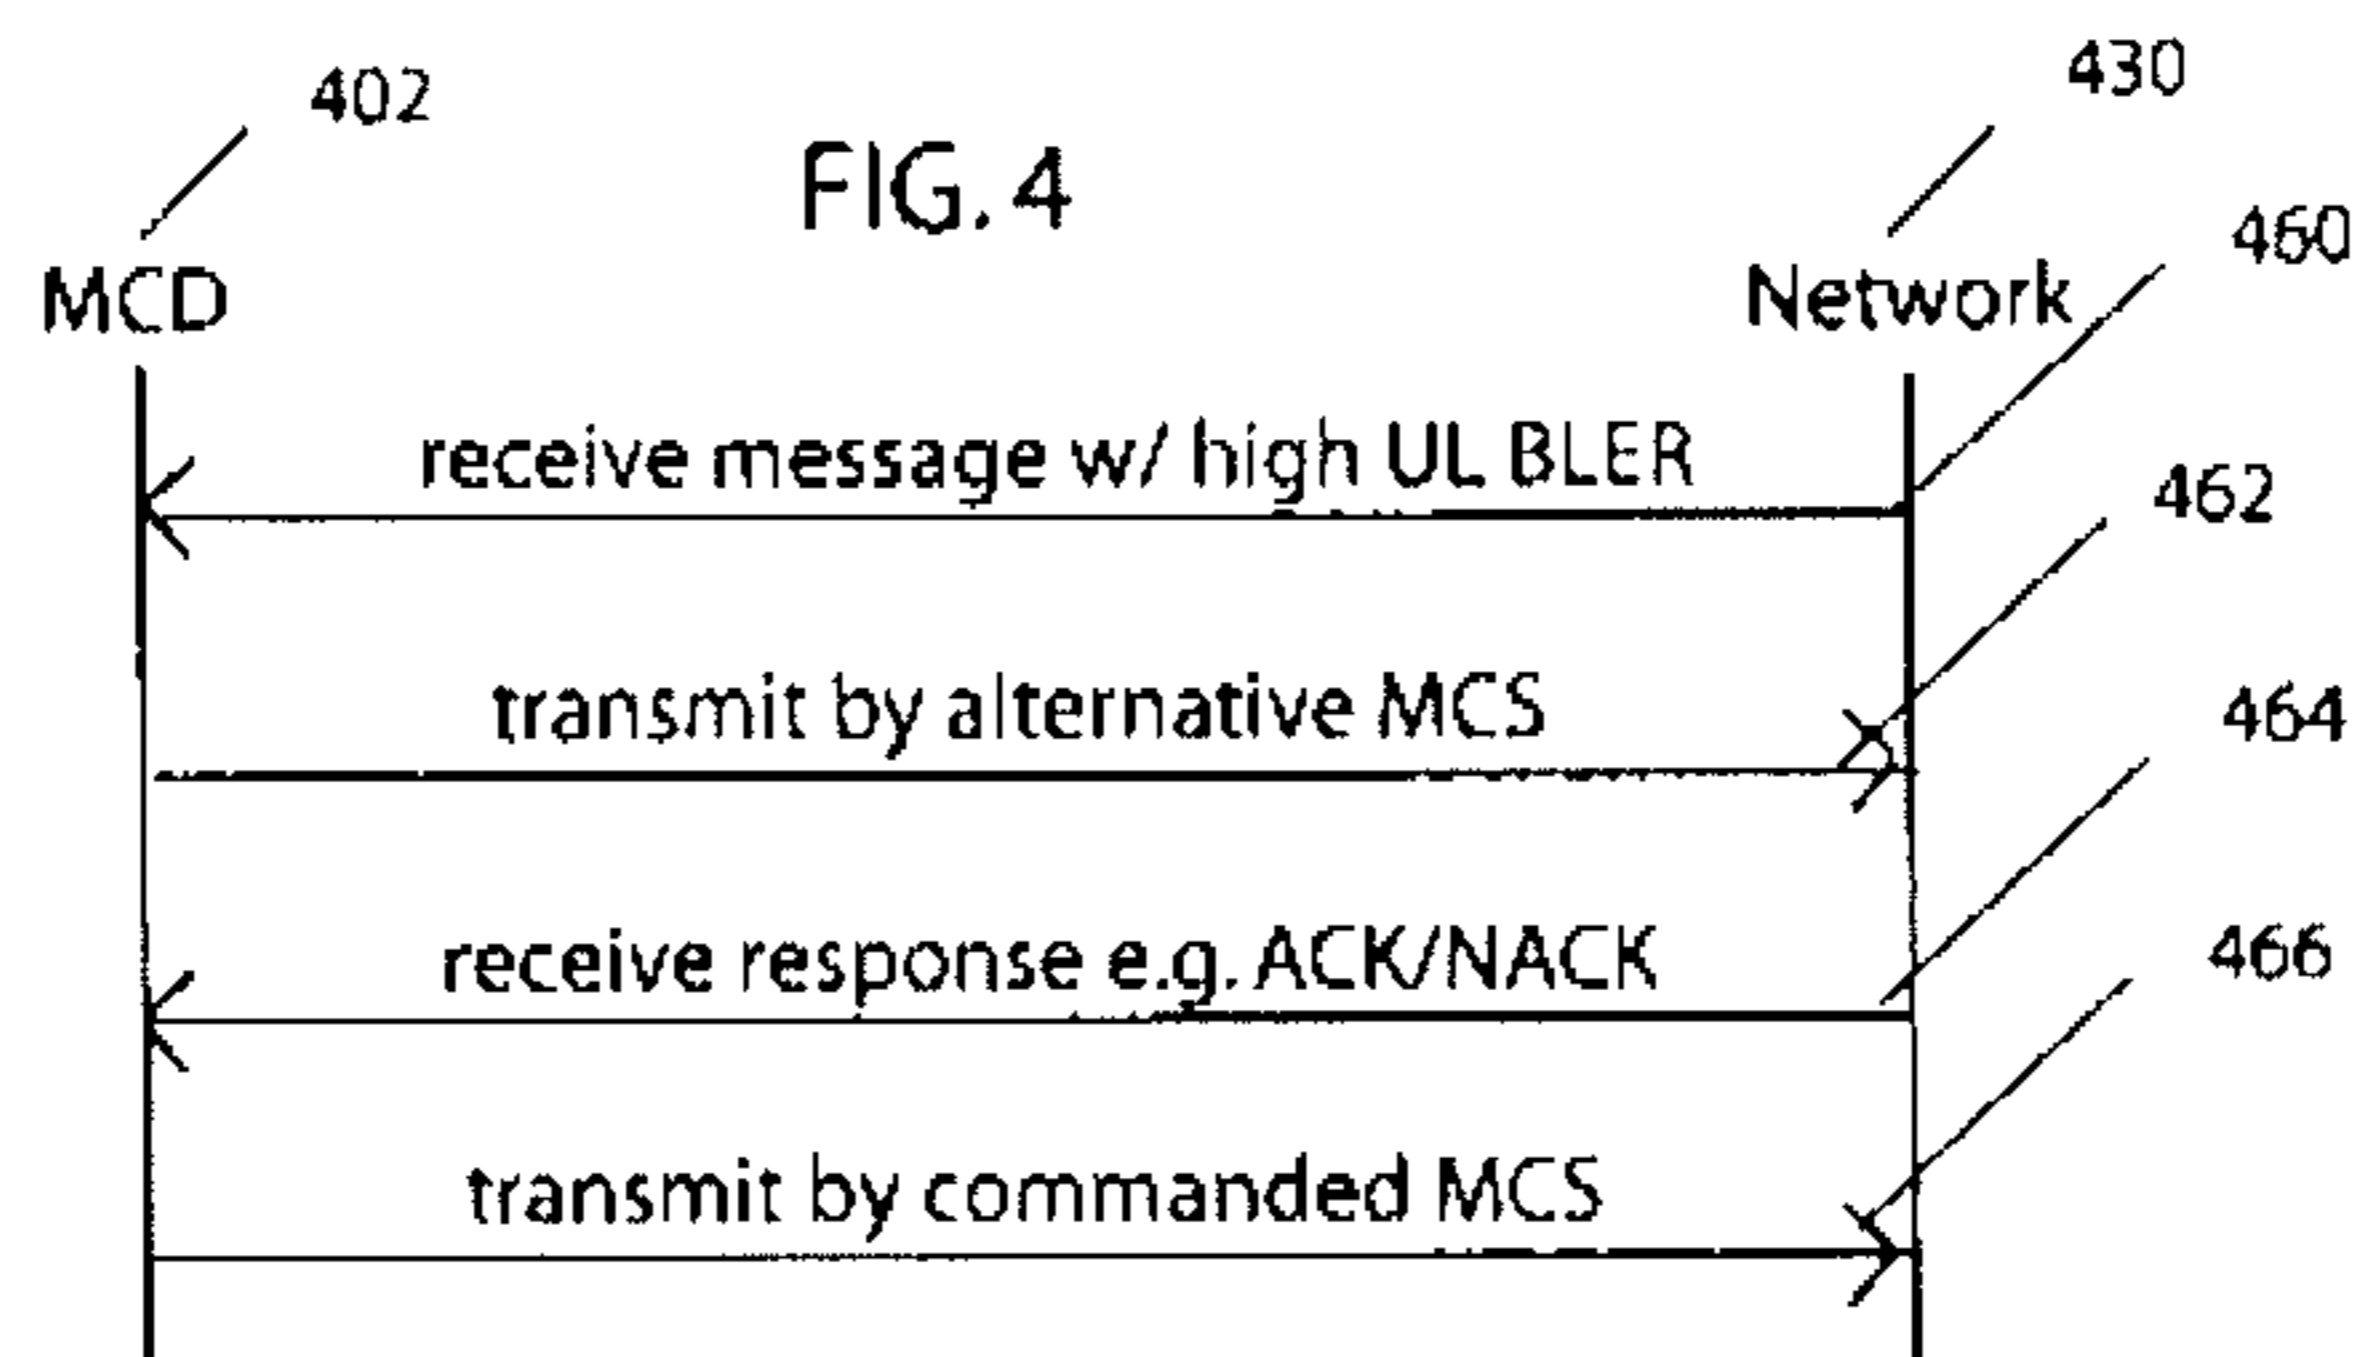 402
430
FIG. 4
460
MCD
Network
receive message w/ high UL BLER
462
transmit by alternative MCS
464
receive response e.g. ACK/NACK
466
transmit by commanded MCS